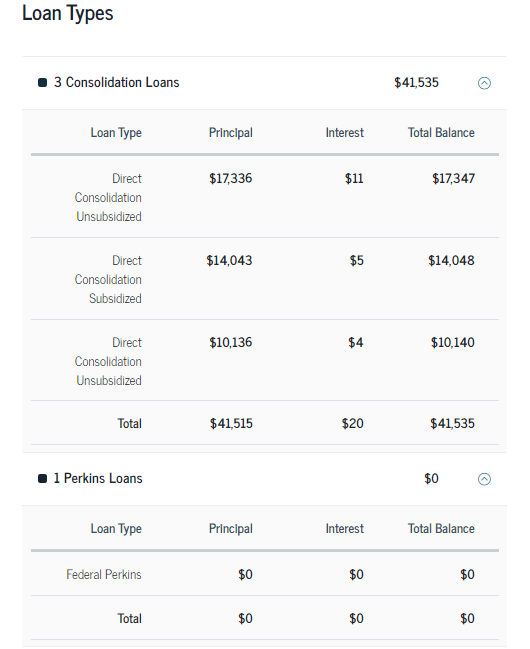 Loan Types
3 Consolidation Loans $41,535
Loan Type Principal Interest Total Balance
Direct $17,336 $11 $17,347
Consolidation
Unsubsidized
Direct $14,043 $5 $14,048
Consolidation
Subsidized
Direct $10,136 $4 $10,140
Consolidation
Unsubsidized
Total $41,515 $20 $41,535
1 Perkins Loans $0
Loan Type Principal Interest Total Balance
Federal Perkins $0 $0 $0
Total $0 $0 $0